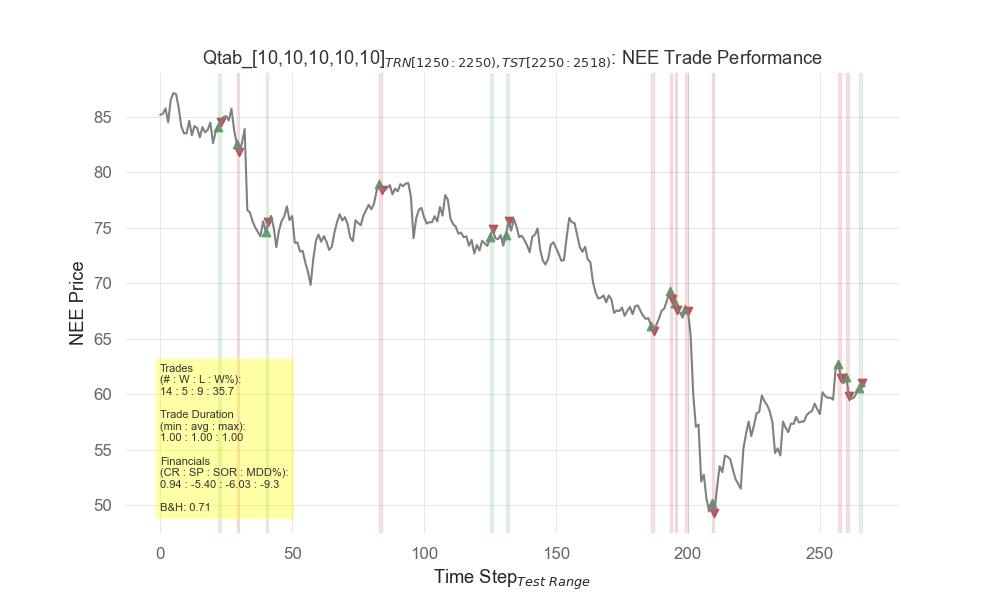 Qtab_[10,10,10,10,10]TRN[1250:2250),TST[2250:2518): NEE Trade Performance
NEE Price
85
80
75
70
65
60
55
50
Trades
(# : W : L : W%):
14 : 5 : 9 : 35.7
Trade Duration
(min : avg : max):
1.00 : 1.00 : 1.00
Financials
(CR : SP : SOR : MDD%):
0.94 : -5.40 : -6.03 : -9.3
B&H: 0.71
0 50 100 150 200 250
Time StepTest Range